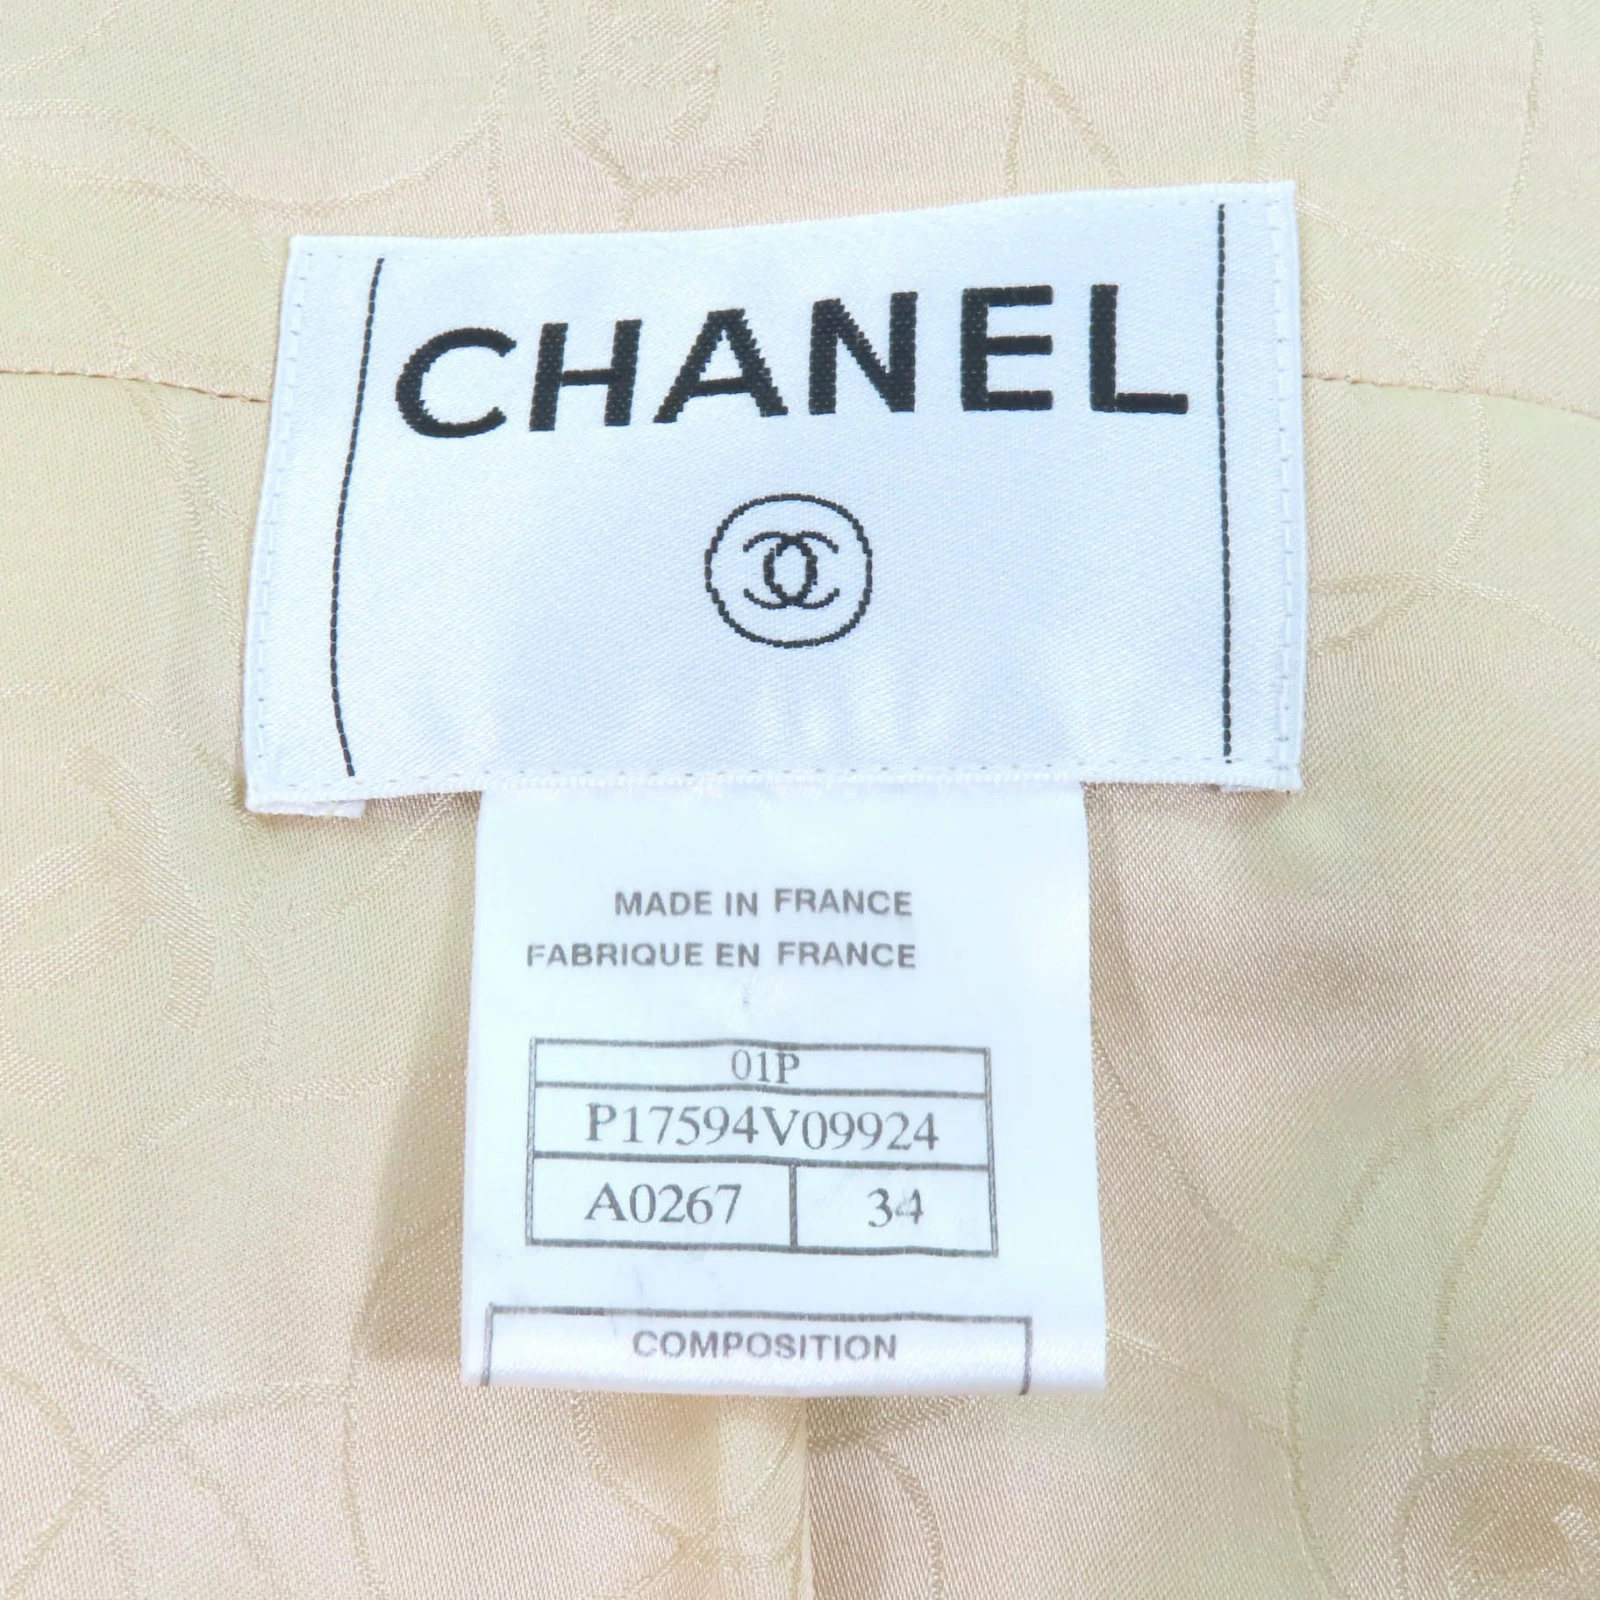 CHANEL
MADE IN FRANCE
FABRIQUE EN FRANCE
01P
P17594V09924
A0267 34
COMPOSITION